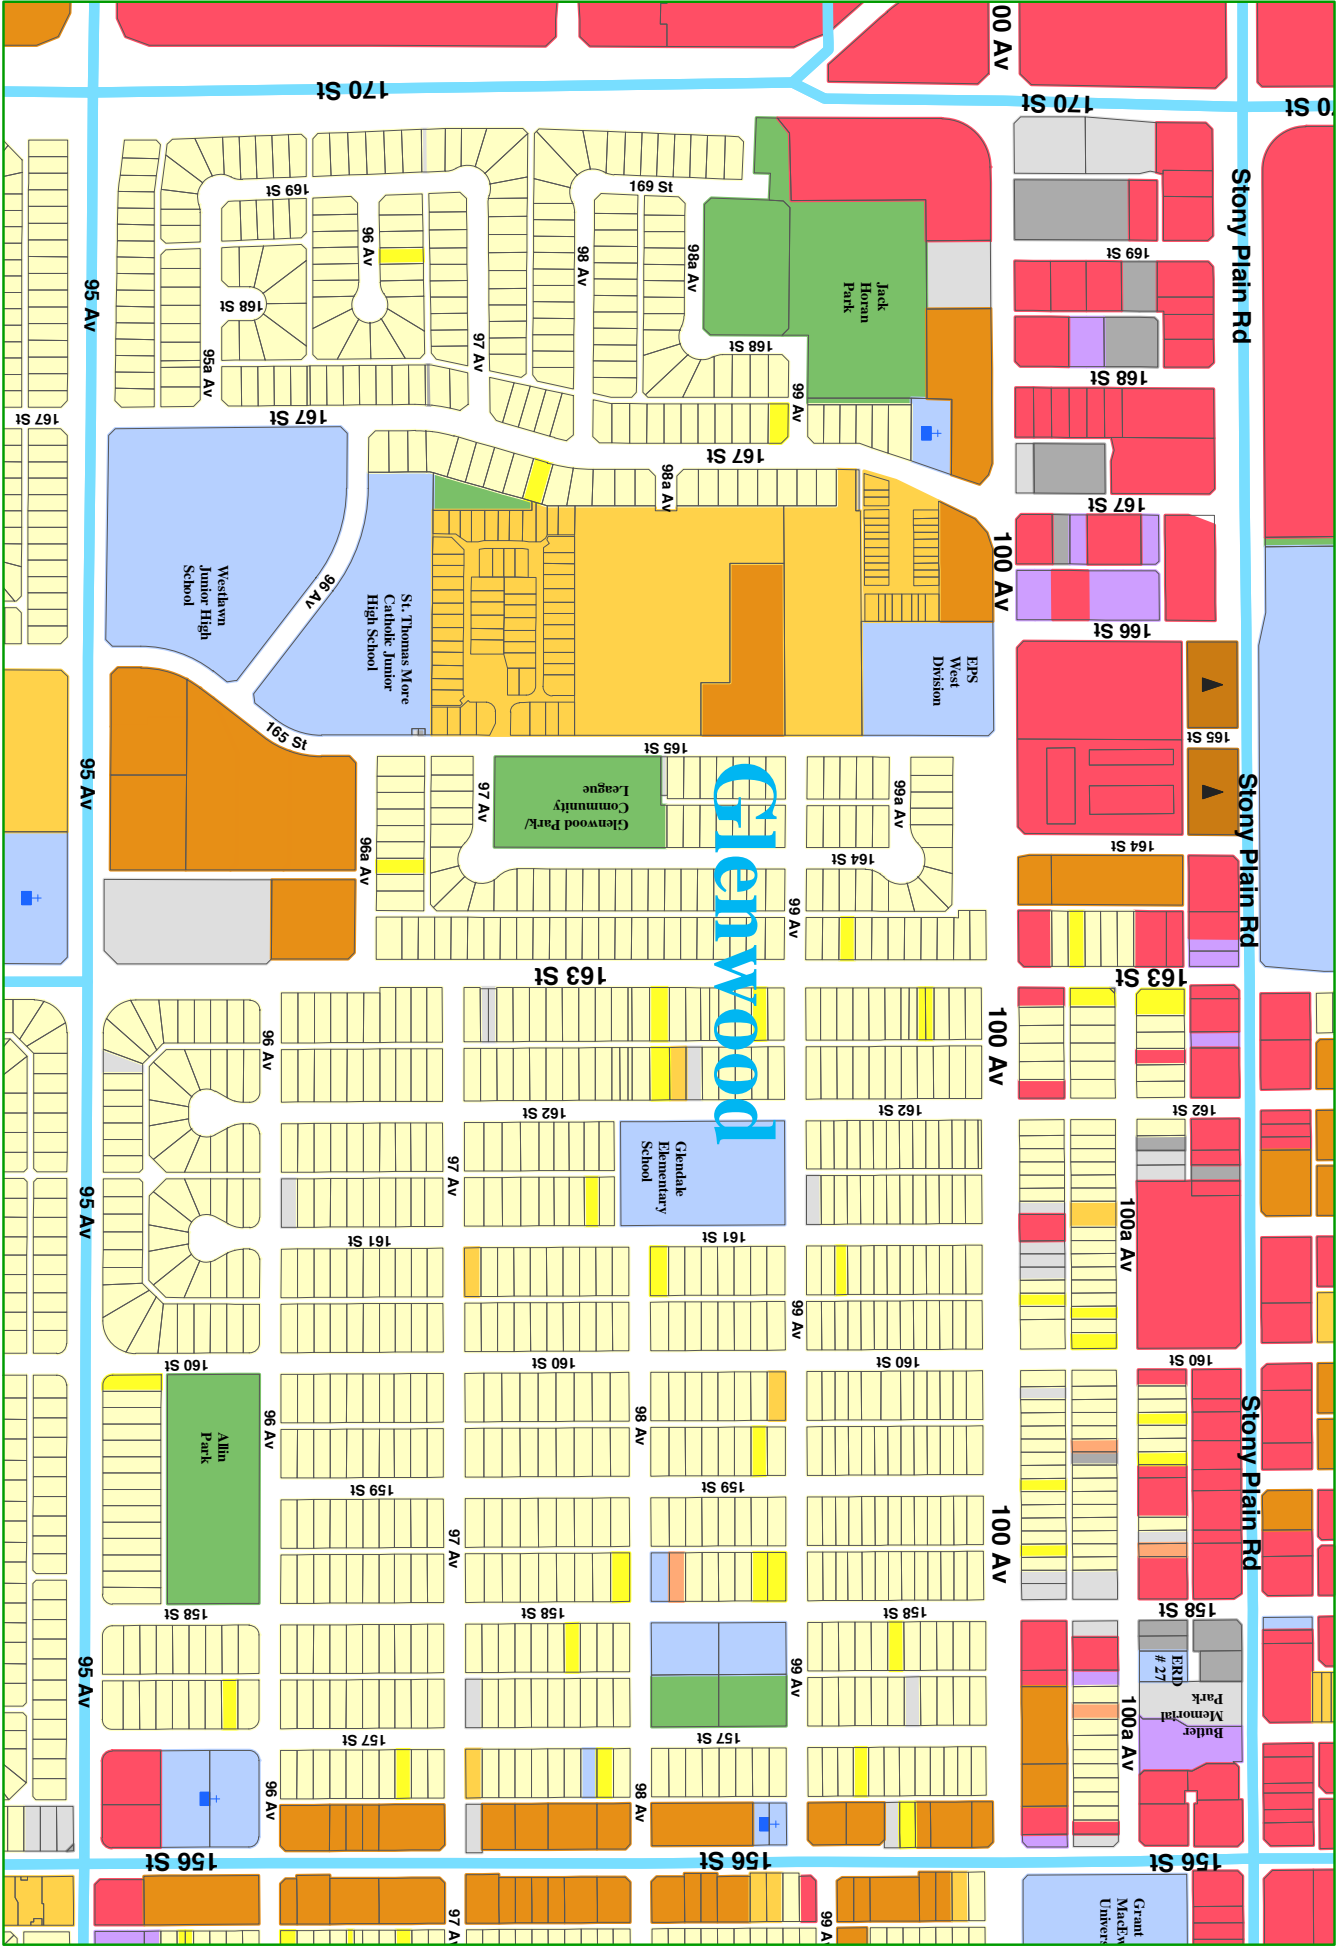 00 Av
170 St
170 St
170 St
Stony Plain Rd
169 St
169 St
96 Av
98 Av
98a Av
Jack
Horan
Park
169 St
95 Av
168 St
95a Av
97 Av
168 St
99 Av
168 St
167 St
167 St
167 St
98a Av
167 St
100 Av
Westlawn
Junior High
School
96 Av
St. Thomas More
Catholic Junior
High School
EPS
West
Division
166 St
165 St
165 St
165 St
95 Av
97 Av
Glenwood Park/
Community
League
Glenwood
99a Av
Stony Plain Rd
96a Av
164 St
164 St
99 Av
163 St
163 St
96 Av
100 Av
162 St
162 St
162 St
97 Av
Glendale
Elementary
School
95 Av
100a Av
161 St
161 St
99 Av
160 St
160 St
160 St
160 St
96 Av
98 Av
Allin
Park
Stony Plain Rd
159 St
159 St
97 Av
100 Av
158 St
158 St
158 St
158 St
95 Av
99 Av
ERD
# 27
Butler
Memorial
Park
100a Av
157 St
157 St
96 Av
98 Av
156 St
156 St
156 St
97 Av
99 A
Grant
MacEw
Univers